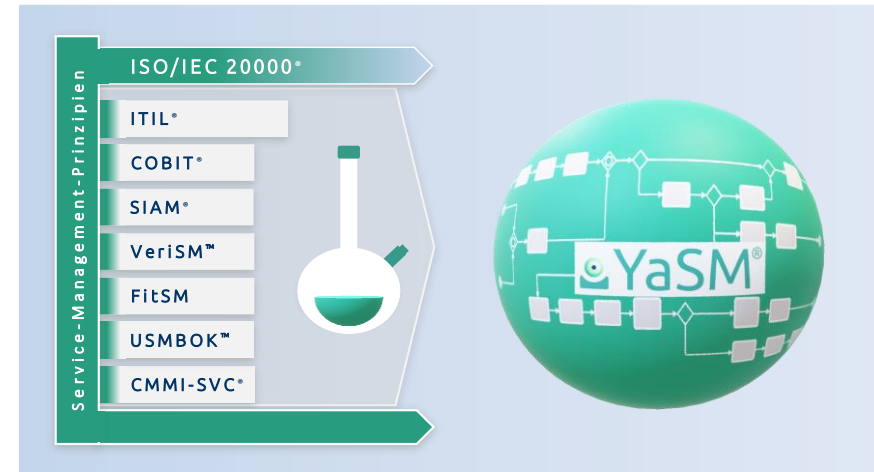 Service-Management-Prinzipien
ISO/IEC 20000®
ITIL®
COBIT®
SIAM®
VeriSM™
FitSM
USMBOK™
CMMI-SVC®
YaSM®